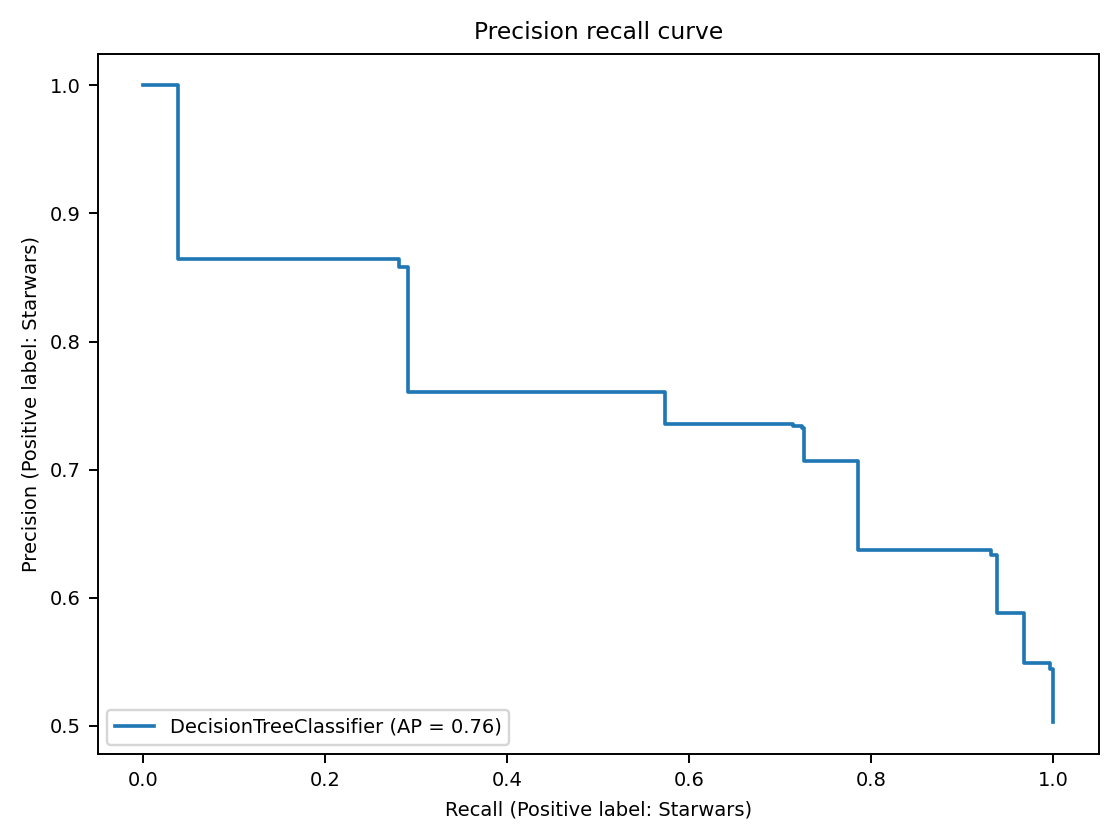 Precision recall curve
1.0
0.9
0.8
0.7
0.6
0.5
Precision (Positive label: Starwars)
DecisionTreeClassifier (AP = 0.76)
0.0 0.2 0.4 0.6 0.8 1.0
Recall (Positive label: Starwars)